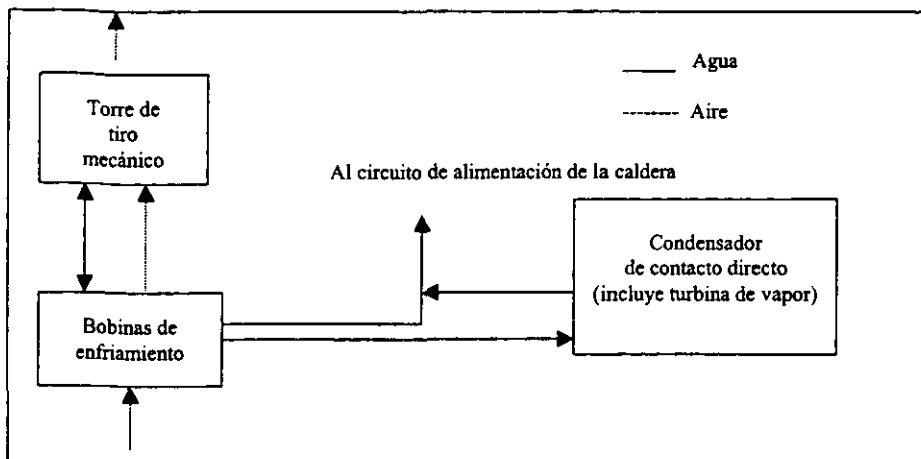 Agua
Aire
Torre de
tiro
mecánico
Al circuito de alimentación de la caldera
Condensador
de contacto directo
(incluye turbina de vapor)
Bobinas de
enfriamiento